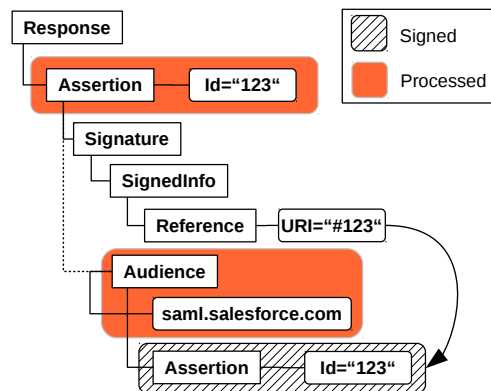 Response
Signed
Processed
Assertion Id=“123“
Signature
SignedInfo
Reference URI=“#123“
Audience
saml.salesforce.com
Assertion Id=“123“